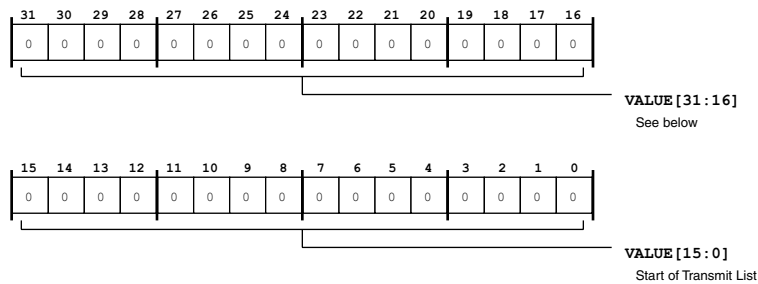 31 30 29 28 27 26 25 24 23 22 21 20 19 18 17 16
0 0 0 0 0 0 0 0 0 0 0 0 0 0 0 0
VALUE[31:16]
See below
15 14 13 12 11 10 9 8 7 6 5 4 3 2 1 0
0 0 0 0 0 0 0 0 0 0 0 0 0 0 0 0
VALUE[15:0]
Start of Transmit List